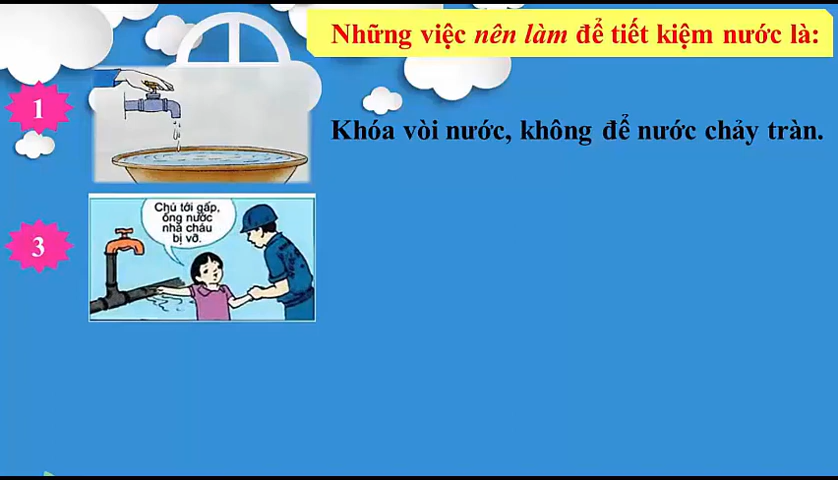 Những việc nên làm để tiết kiệm nước là:
1
Khóa vòi nước, không để nước chảy tràn.
3
Chú tới gấp,
ống nước
nhà cháu
bị vỡ.